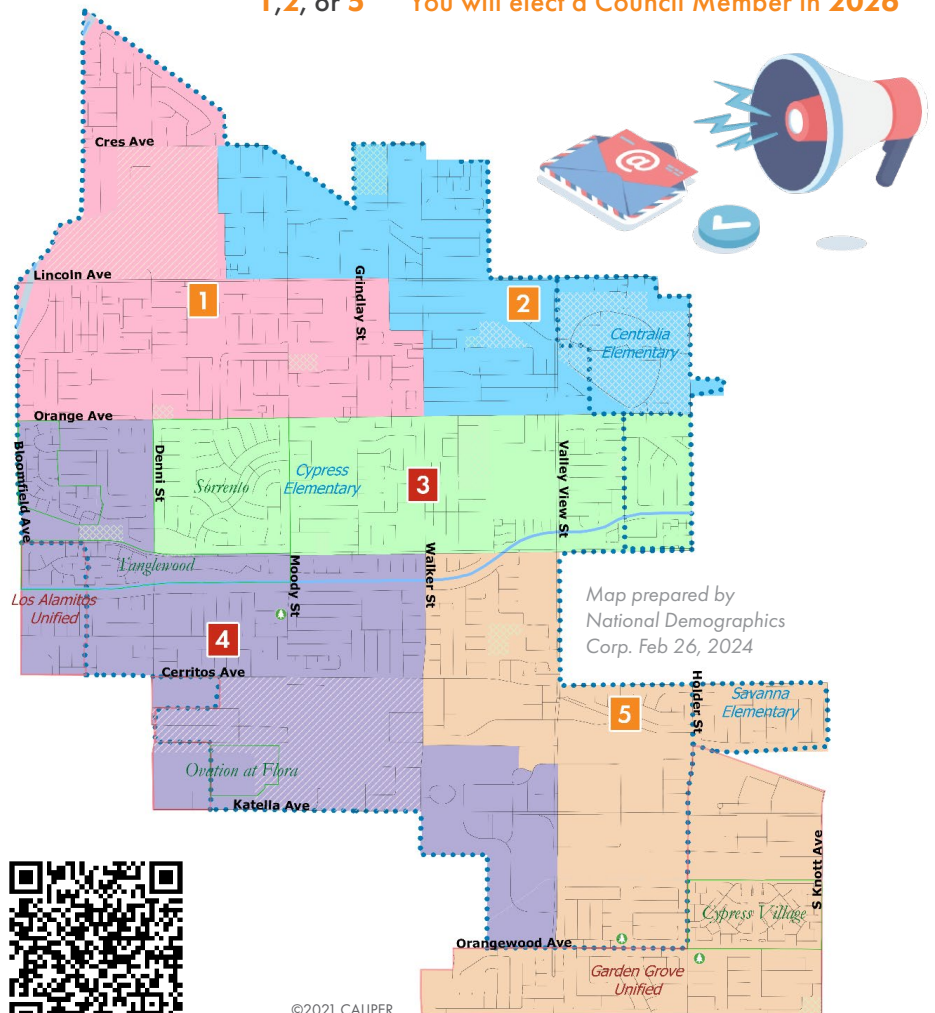 1,2, or 5 You will elect a Council Member in 2026
Cres Ave
@
Lincoln Ave
Grindlay St
1
2
Centralia
Elementary
Orange Ave
Bloomfield Ave
Denni St
Sorrento
Cypress
Elementary
3
Valley View St
Tanglewood
Moody St
Walker St
Los Alamitos
Unified
Map prepared by
National Demographics
Corp. Feb 26, 2024
4
Cerritos Ave
Holder St
Savanna
Elementary
5
Ovation at Flora
Katella Ave
S Knott Ave
Cypress Village
Orangewood Ave
Garden Grove
Unified
©2021 CALIPER